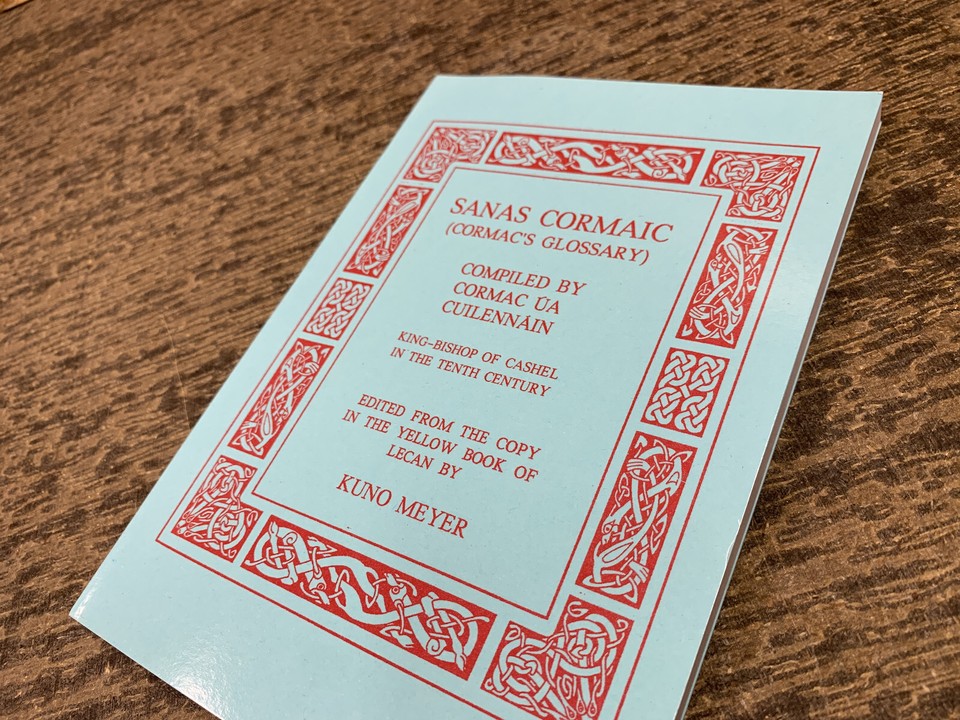 SANAS CORMAIC
(CORMAC'S GLOSSARY)
COMPILED BY
CORMAC ÚA
CUILENNÁIN
KING-BISHOP OF CASHEL
IN THE TENTH CENTURY
EDITED FROM THE COPY
IN THE YELLOW BOOK OF
LECAN BY
KUNO MEYER